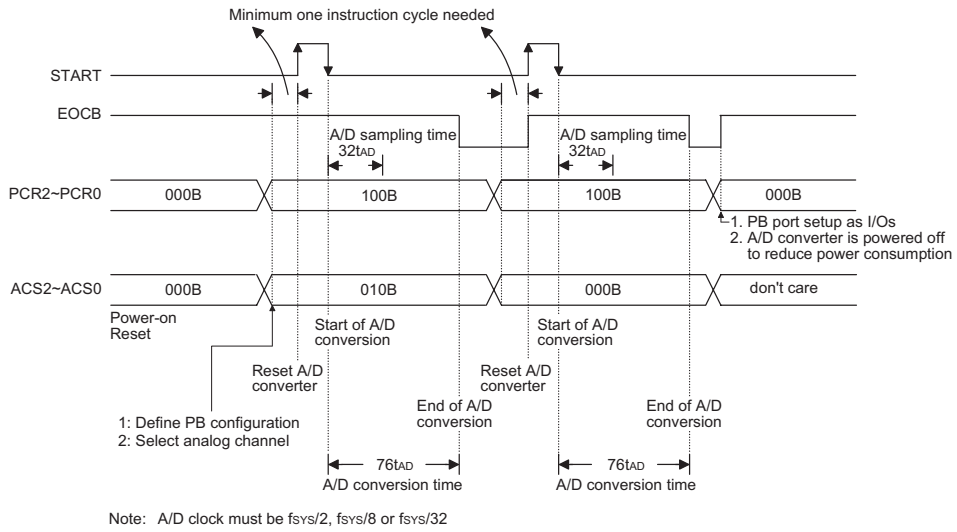 Minimum one instruction cycle needed
START
EOCB
A/D sampling time
32tAD
A/D sampling time
32tAD
PCR2~PCR0
000B
100B
100B
000B
1. PB port setup as I/Os
2. A/D converter is powered off
to reduce power consumption
ACS2~ACS0
000B
010B
000B
don't care
Power-on
Reset
Start of A/D
conversion
Start of A/D
conversion
Reset A/D
converter
Reset A/D
converter
1: Define PB configuration
2: Select analog channel
End of A/D
conversion
End of A/D
conversion
76tAD
A/D conversion time
76tAD
A/D conversion time
Note: A/D clock must be fSYS/2, fSYS/8 or fSYS/32